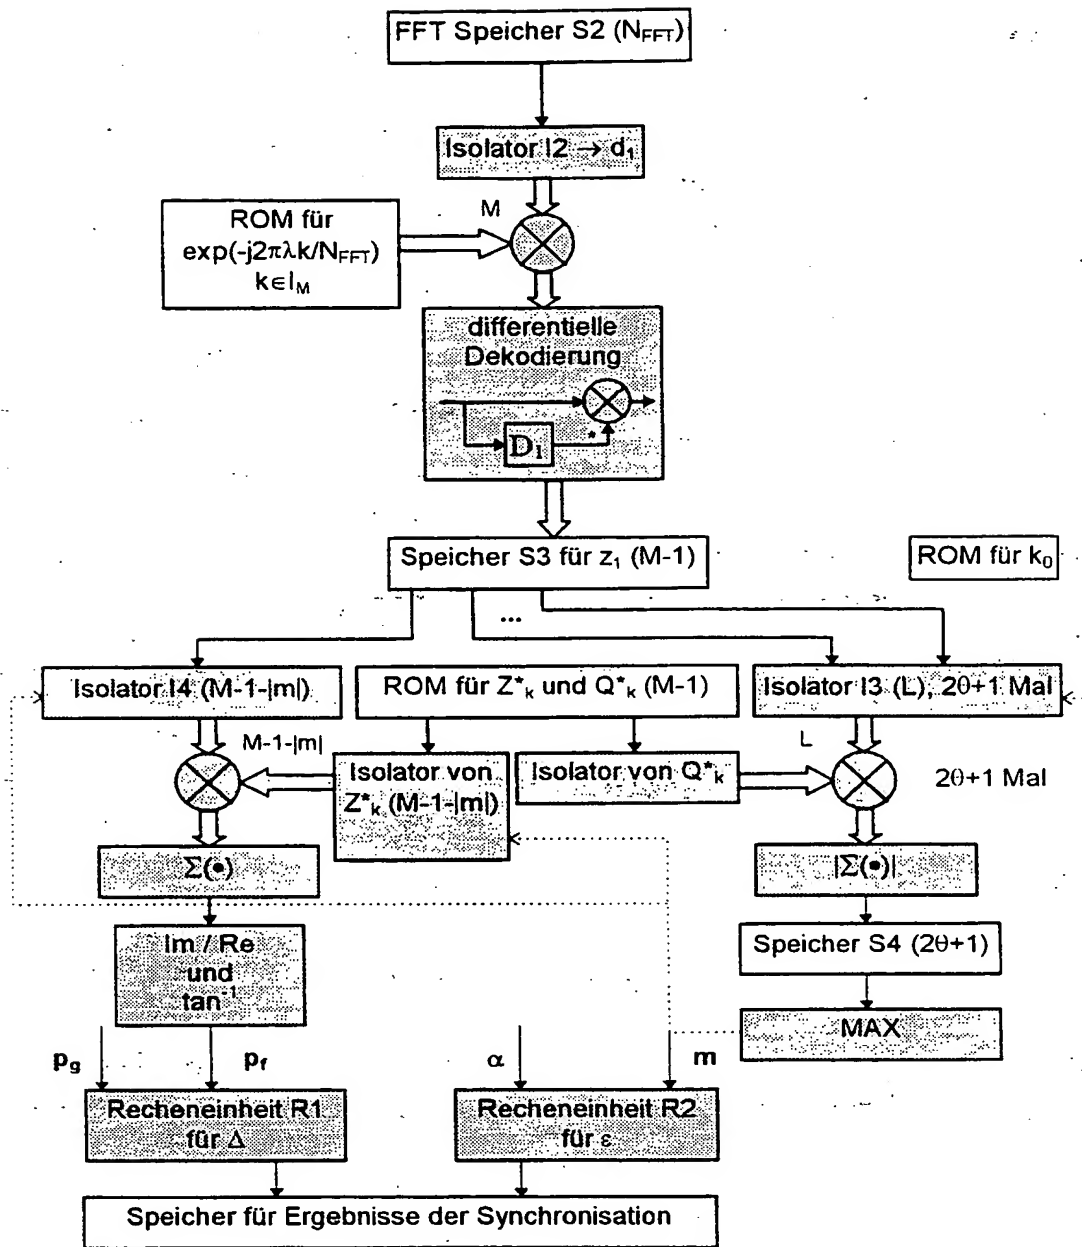 FFT Speicher S2 (N_FFT)
Isolator I2 → d₁
M
ROM für
exp(-j2πλk/N_FFT)
k∈I_M
differentielle
Dekodierung
*
D₁
Speicher S3 für z₁ (M-1)
ROM für k₀
...
Isolator I4 (M-1-|m|)
ROM für Z*ₖ und Q*ₖ (M-1)
Isolator I3 (L), 2θ+1 Mal
M-1-|m|
L
Isolator von
Z*ₖ (M-1-|m|)
Isolator von Q*ₖ
2θ+1 Mal
Σ(•)
|Σ(•)|
Im / Re
und
tan⁻¹
Speicher S4 (2θ+1)
MAX
p_g
p_f
α
m
Recheneinheit R1
für Δ
Recheneinheit R2
für ε
Speicher für Ergebnisse der Synchronisation